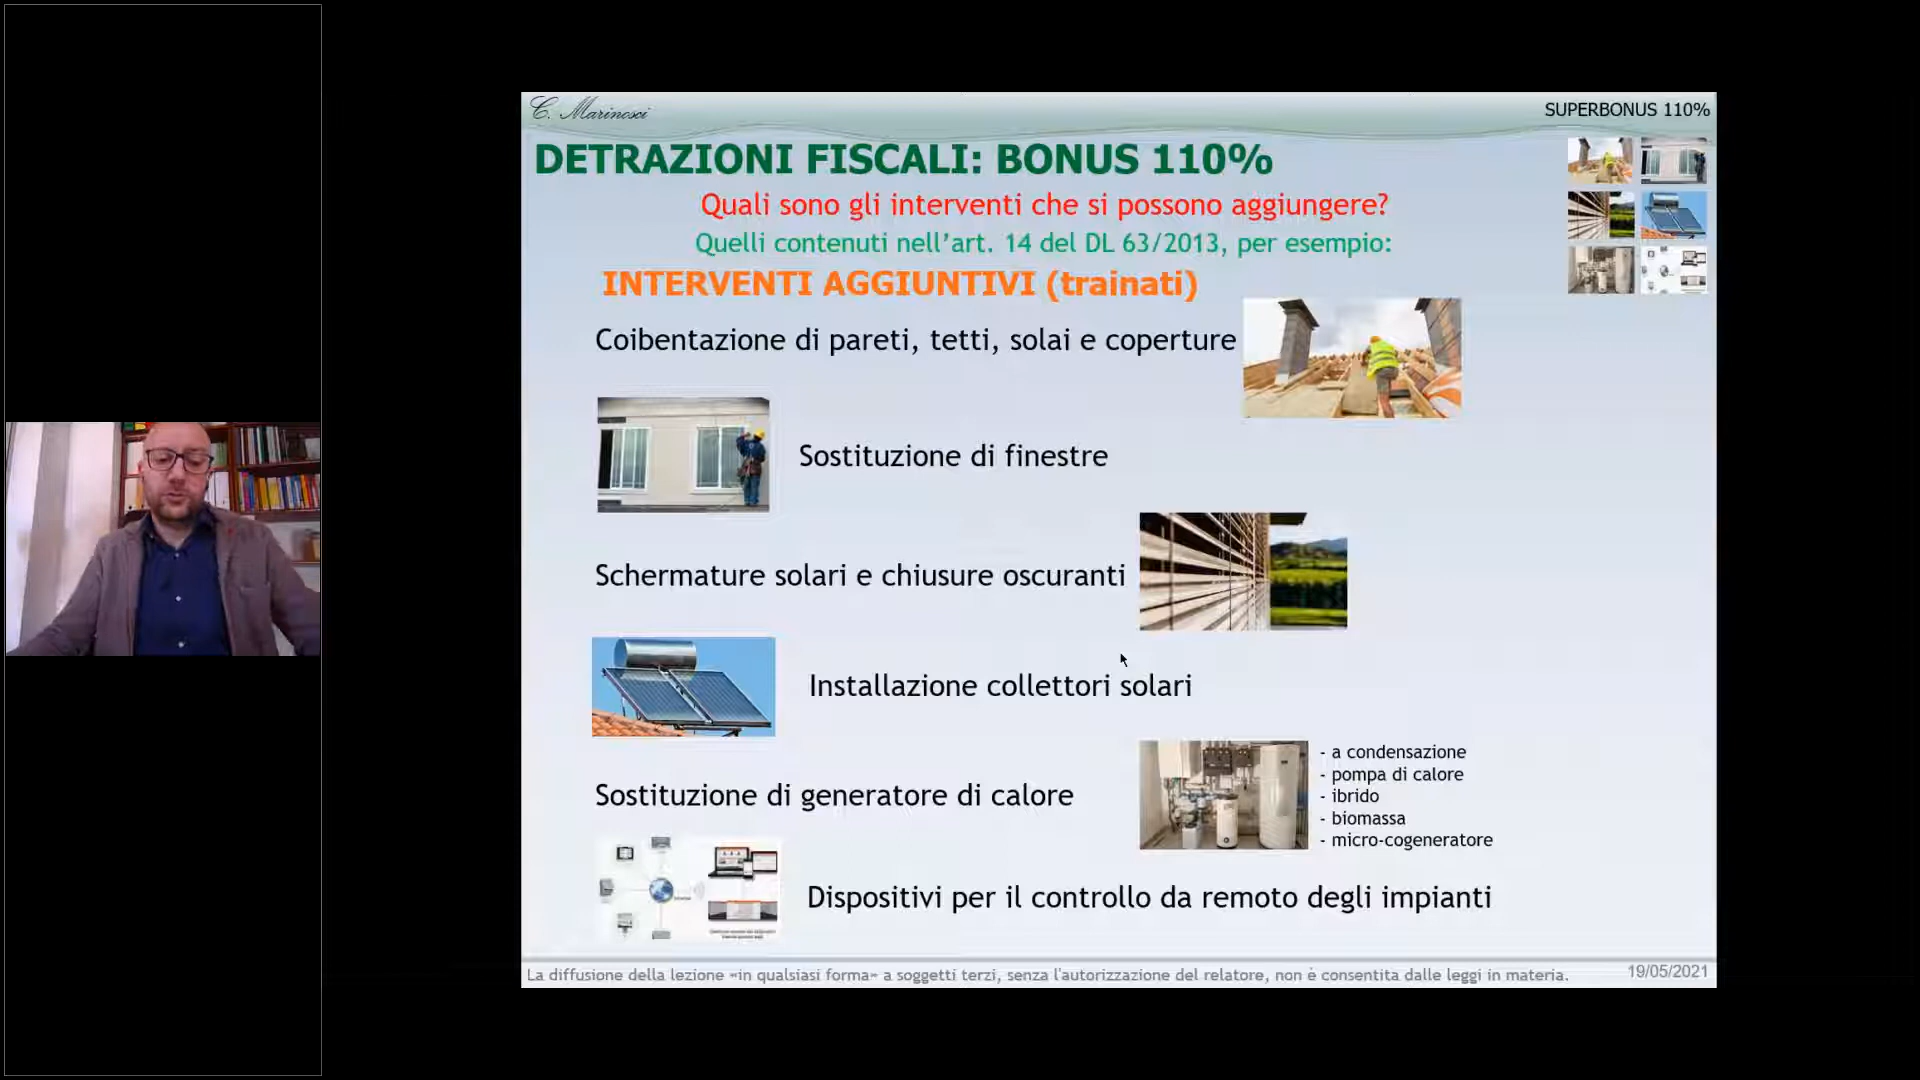 C. Marinosci
SUPERBONUS 110%
DETRAZIONI FISCALI: BONUS 110%
Quali sono gli interventi che si possono aggiungere?
Quelli contenuti nell’art. 14 del DL 63/2013, per esempio:
INTERVENTI AGGIUNTIVI (trainati)
Coibentazione di pareti, tetti, solai e coperture
Sostituzione di finestre
Schermature solari e chiusure oscuranti
Installazione collettori solari
Sostituzione di generatore di calore
- a condensazione
- pompa di calore
- ibrido
- biomassa
- micro-cogeneratore
Dispositivi per il controllo da remoto degli impianti
La diffusione della lezione «in qualsiasi forma» a soggetti terzi, senza l'autorizzazione del relatore, non è consentita dalle leggi in materia.
19/05/2021